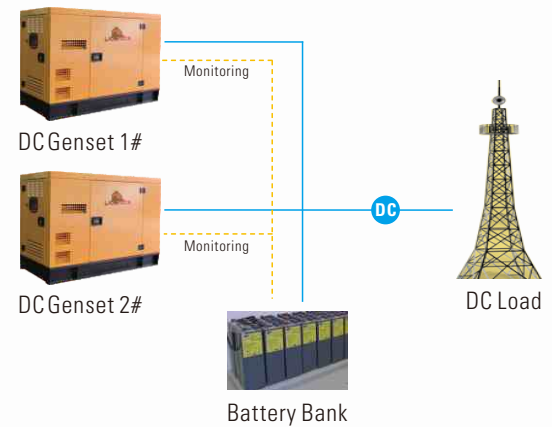 Monitoring
DC Genset 1#
DC
Monitoring
DC Genset 2#
DC Load
Battery Bank